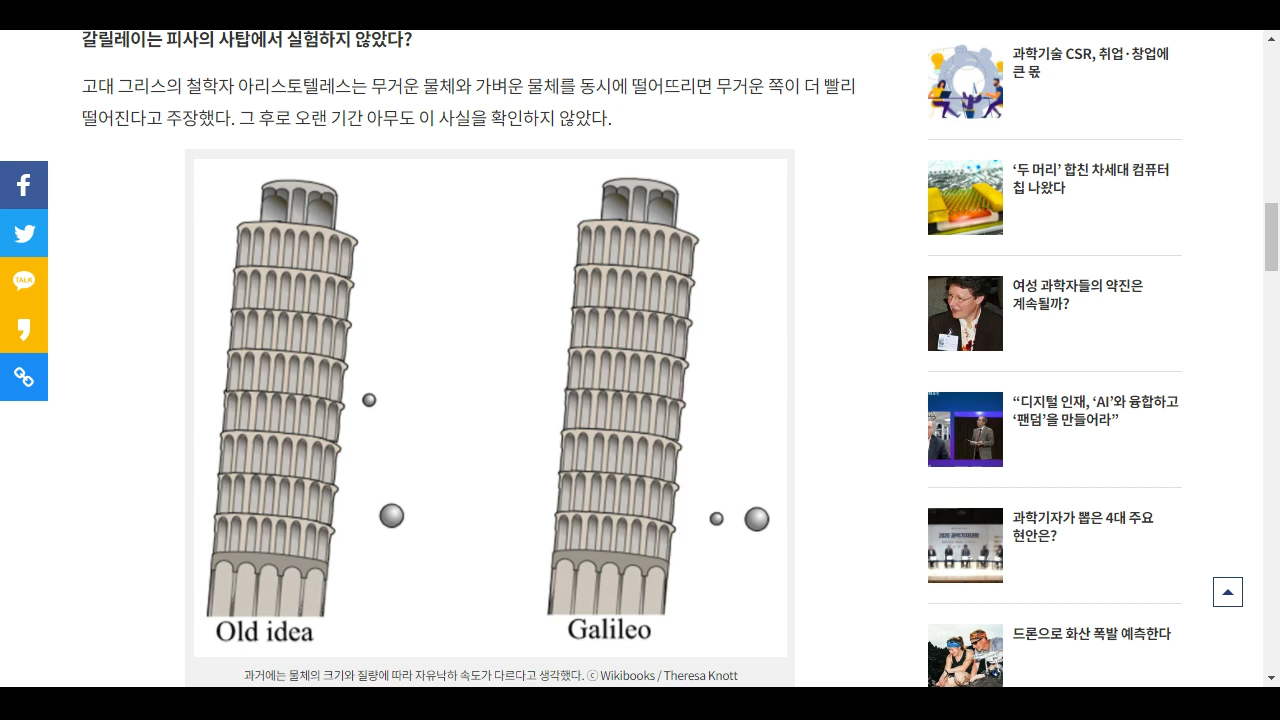 갈릴레이는 피사의 사탑에서 실험하지 않았다?
고대 그리스의 철학자 아리스토텔레스는 무거운 물체와 가벼운 물체를 동시에 떨어뜨리면 무거운 쪽이 더 빨리
떨어진다고 주장했다. 그 후로 오랜 기간 아무도 이 사실을 확인하지 않았다.
TALK
Old idea
Galileo
과거에는 물체의 크기와 질량에 따라 자유낙하 속도가 다르다고 생각했다. ⓒ Wikibooks / Theresa Knott
과학기술 CSR, 취업·창업에
큰 몫
‘두 머리’ 합친 차세대 컴퓨터
칩 나왔다
여성 과학자들의 약진은
계속될까?
“디지털 인재, ‘AI’와 융합하고
‘팬덤’을 만들어라”
과학기자가 뽑은 4대 주요
현안은?
드론으로 화산 폭발 예측한다